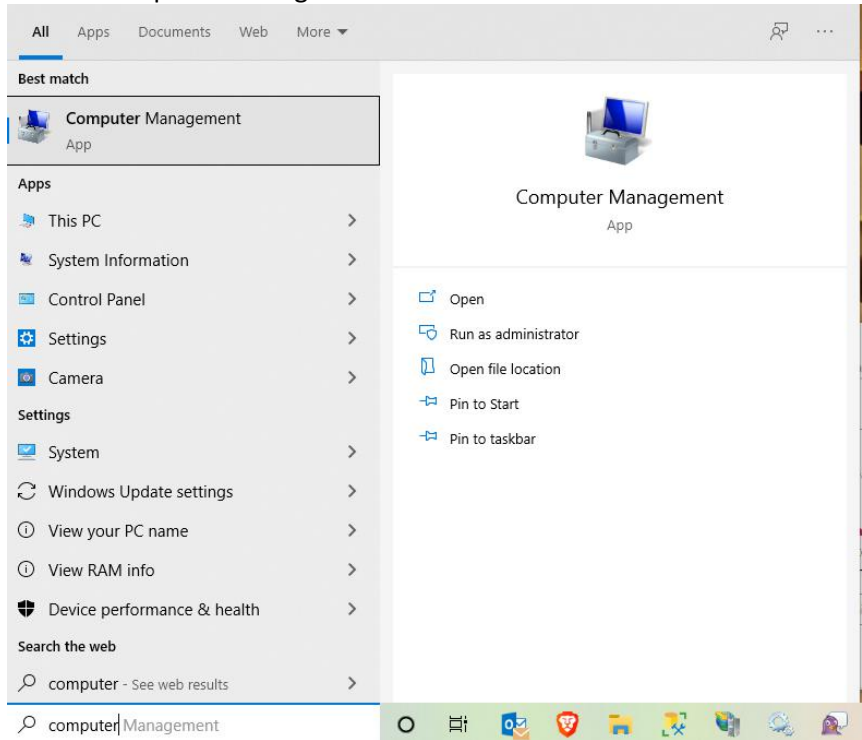 All Apps Documents Web More
Best match
Computer Management
App
Apps
This PC
System Information
Control Panel
Settings
Camera
Settings
System
Windows Update settings
View your PC name
View RAM info
Device performance & health
Search the web
computer - See web results
computer Management
Computer Management
App
Open
Run as administrator
Open file location
Pin to Start
Pin to taskbar